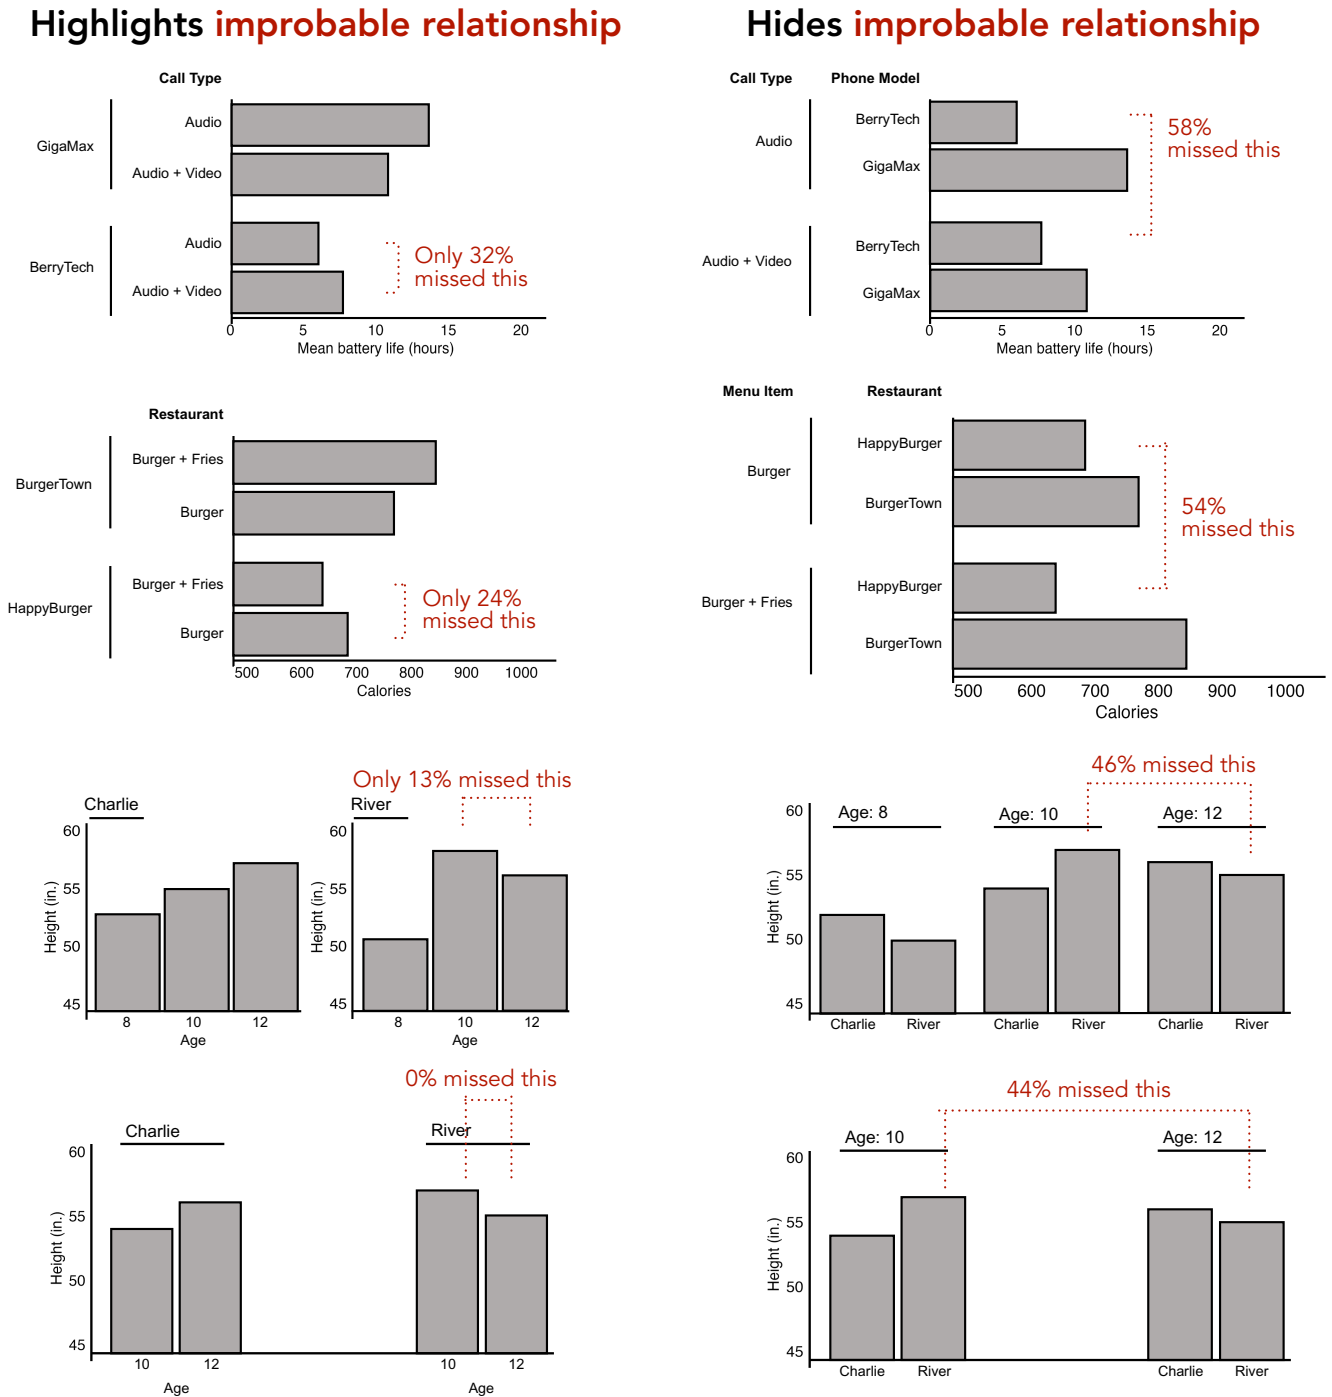 Highlights improbable relationship
Call Type
GigaMax
Audio
Audio + Video
BerryTech
Audio
Audio + Video
Only 32%
missed this
0 5 10 15 20
Mean battery life (hours)
Hides improbable relationship
Call Type Phone Model
Audio
BerryTech
GigaMax
58%
missed this
Audio + Video
BerryTech
GigaMax
0 5 10 15 20
Mean battery life (hours)
Restaurant
BurgerTown
Burger + Fries
Burger
HappyBurger
Burger + Fries
Burger
Only 24%
missed this
500 600 700 800 900 1000
Calories
Menu Item Restaurant
Burger
HappyBurger
BurgerTown
54%
missed this
Burger + Fries
HappyBurger
BurgerTown
500 600 700 800 900 1000
Calories
Only 13% missed this
Charlie
60
55
50
45
Height (in.)
8 10 12
Age
River
60
55
50
45
Height (in.)
8 10 12
Age
46% missed this
Age: 8 Age: 10 Age: 12
60
55
50
45
Height (in.)
Charlie River Charlie River Charlie River
0% missed this
Charlie River
60
55
50
45
Height (in.)
10 12 10 12
Age Age
44% missed this
Age: 10 Age: 12
60
55
50
45
Height (in.)
Charlie River Charlie River